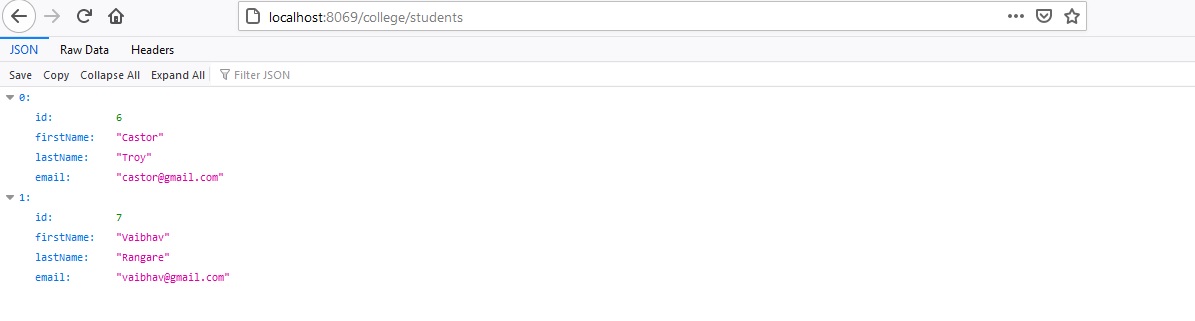 localhost:8069/college/students
JSON Raw Data Headers
Save Copy Collapse All Expand All Filter JSON
0:
id: 6
firstName: "Castor"
lastName: "Troy"
email: "castor@gmail.com"
1:
id: 7
firstName: "Vaibhav"
lastName: "Rangare"
email: "vaibhav@gmail.com"